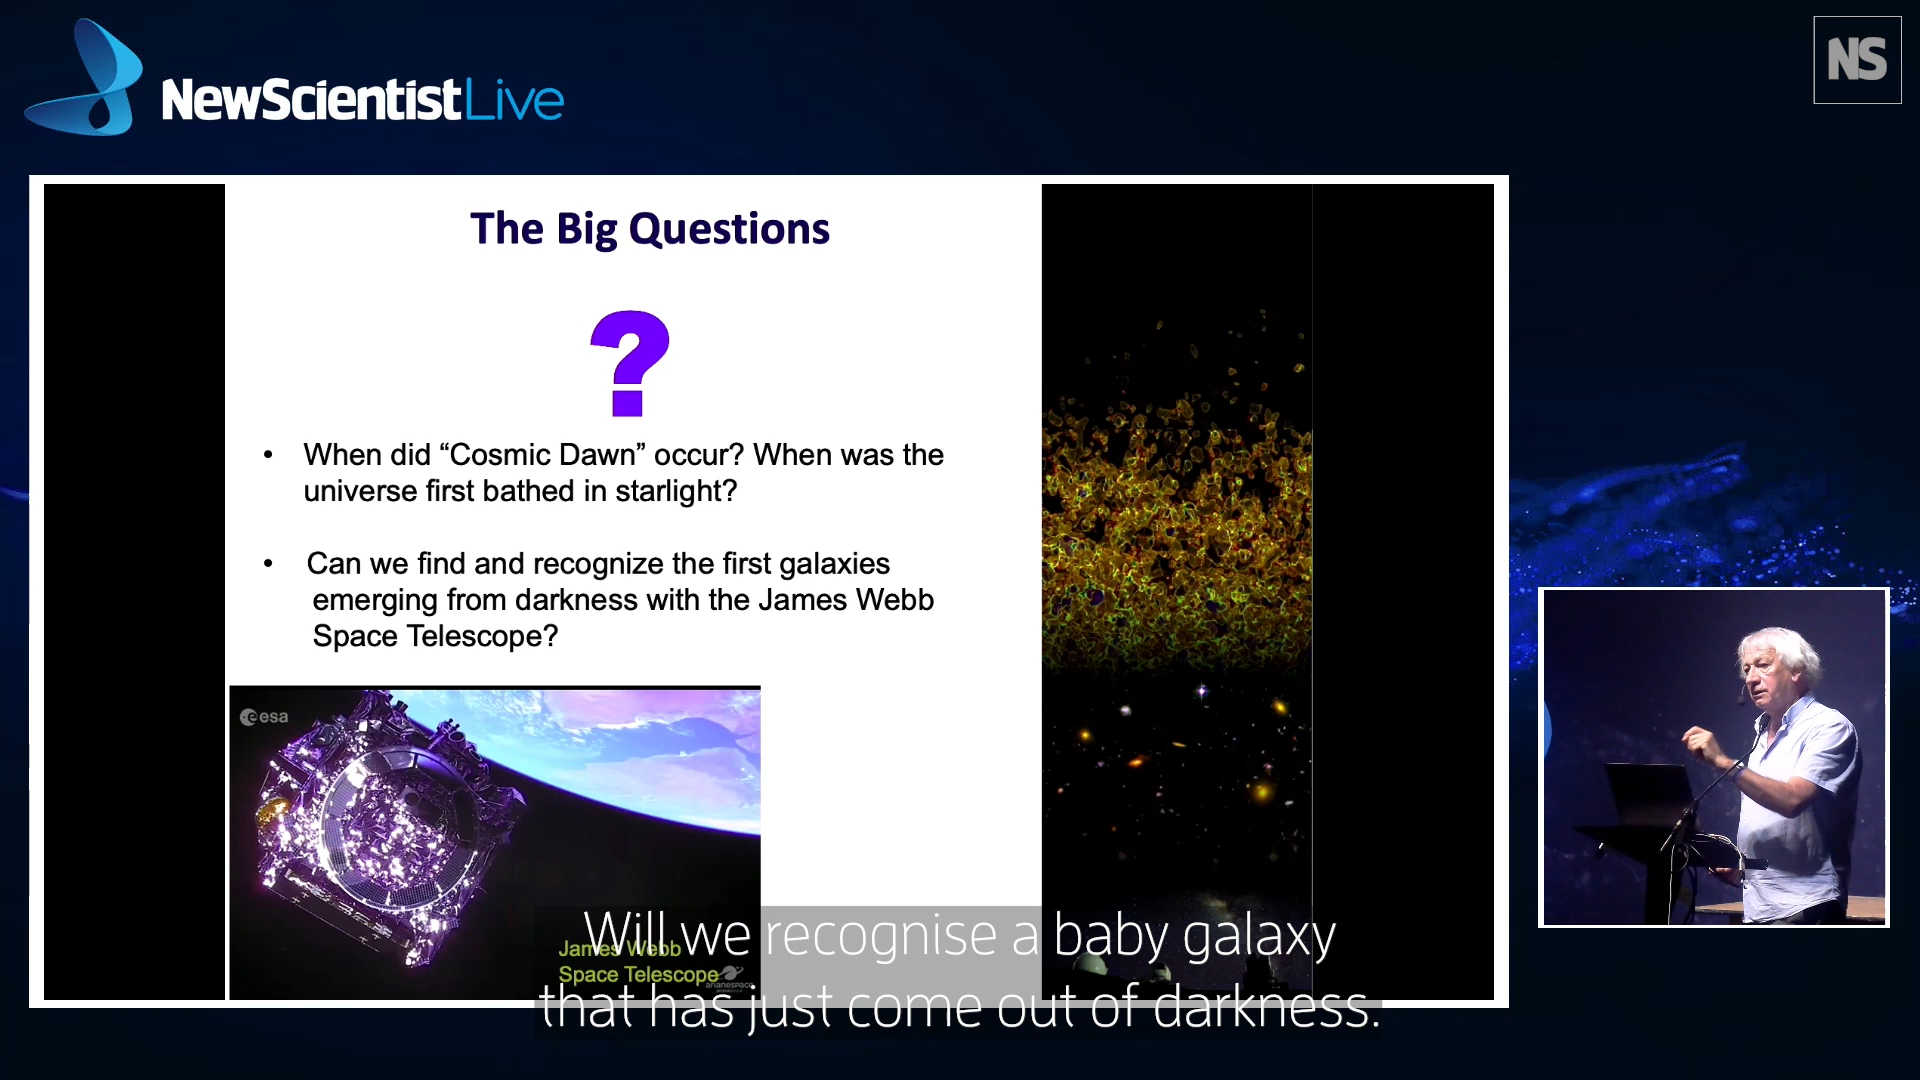 NewScientistLive
NS
The Big Questions
?
• When did “Cosmic Dawn” occur? When was the
universe first bathed in starlight?
• Can we find and recognize the first galaxies
emerging from darkness with the James Webb
Space Telescope?
esa
James Webb
Space Telescope
arianespace
Will we recognise a baby galaxy
that has just come out of darkness.